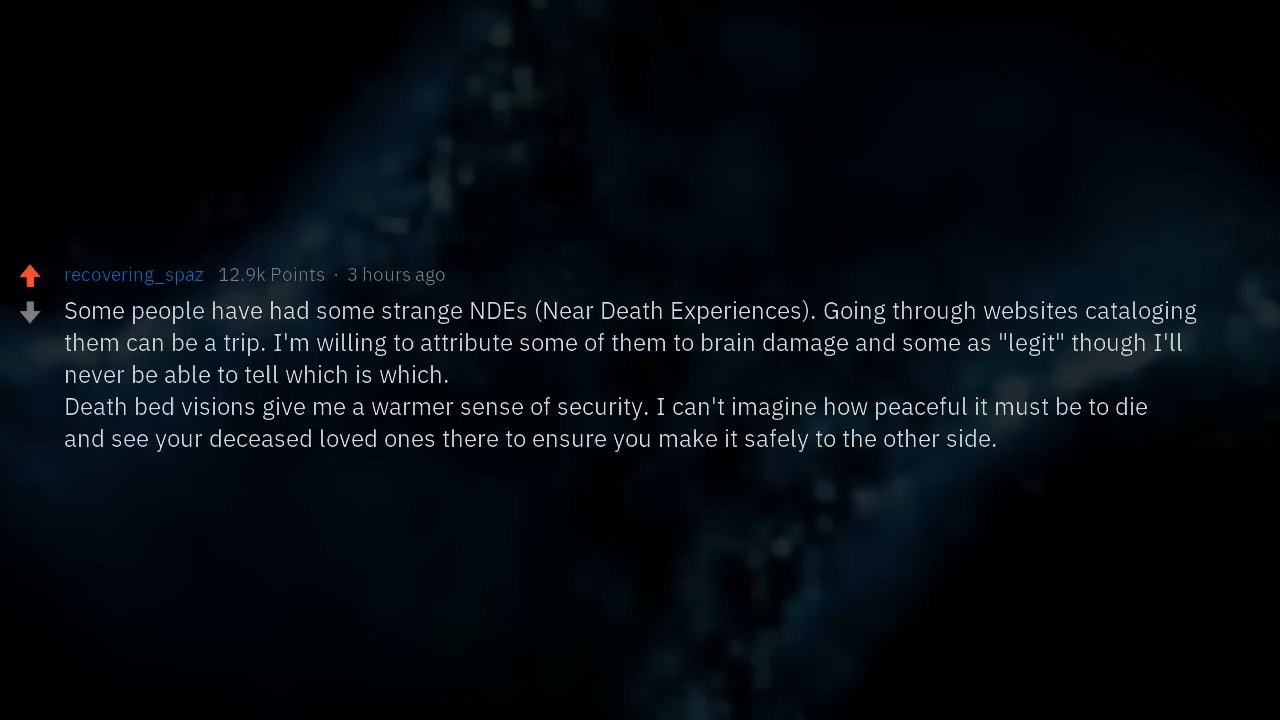 recovering_spaz 12.9k Points · 3 hours ago
Some people have had some strange NDEs (Near Death Experiences). Going through websites cataloging
them can be a trip. I'm willing to attribute some of them to brain damage and some as "legit" though I'll
never be able to tell which is which.
Death bed visions give me a warmer sense of security. I can't imagine how peaceful it must be to die
and see your deceased loved ones there to ensure you make it safely to the other side.